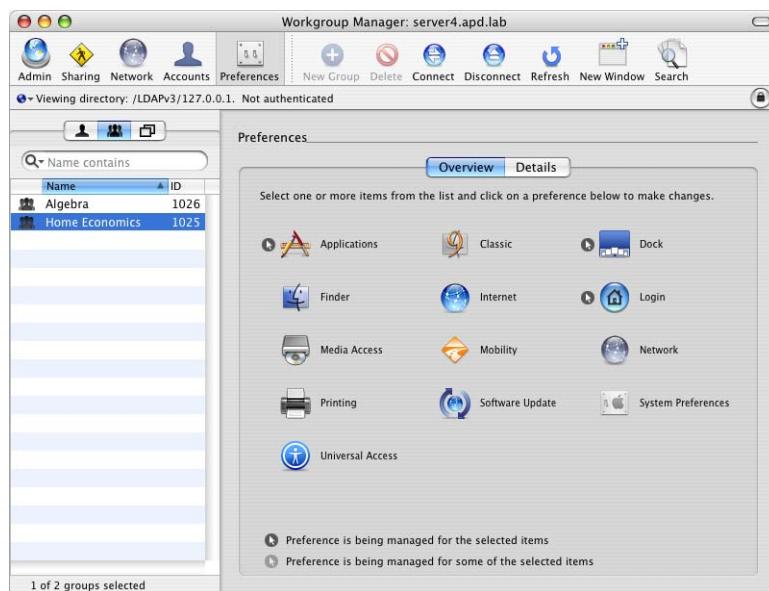 Workgroup Manager: server4.apd.lab
Admin Sharing Network Accounts Preferences New Group Delete Connect Disconnect Refresh New Window Search
Viewing directory: /LDAPv3/127.0.0.1. Not authenticated
Name contains
Name ID
Algebra 1026
Home Economics 1025
1 of 2 groups selected
Preferences
Overview Details
Select one or more items from the list and click on a preference below to make changes.
Applications Classic Dock
Finder Internet Login
Media Access Mobility Network
Printing Software Update System Preferences
Universal Access
Preference is being managed for the selected items
Preference is being managed for some of the selected items